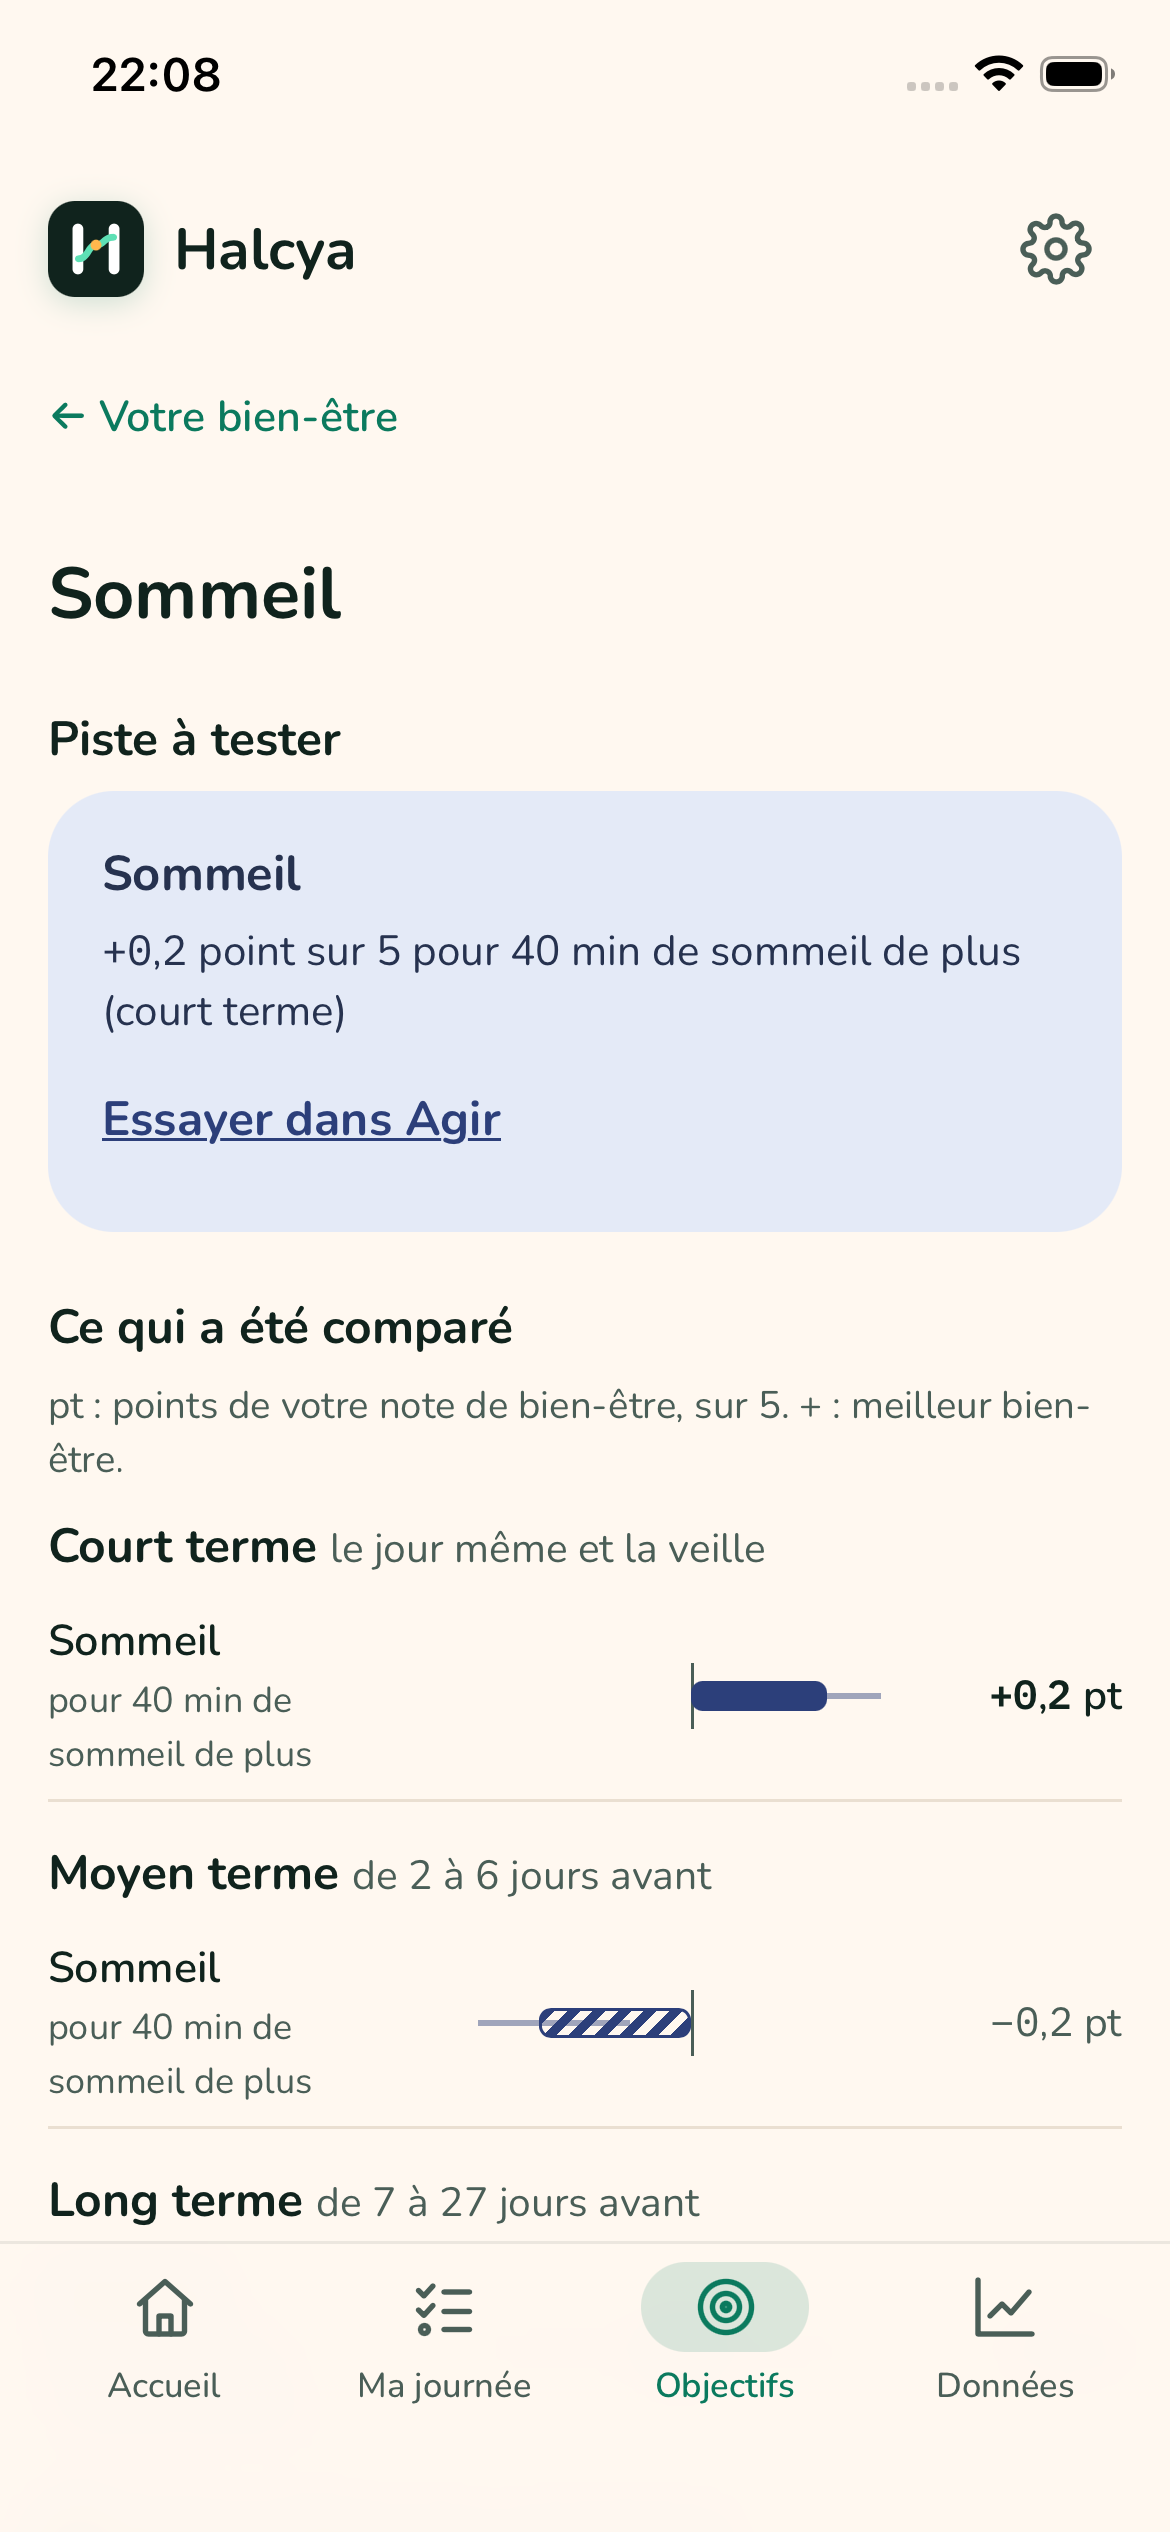 22:08
Halcya
← Votre bien-être
Sommeil
Piste à tester
Sommeil
+0,2 point sur 5 pour 40 min de sommeil de plus
(court terme)
Essayer dans Agir
Ce qui a été comparé
pt : points de votre note de bien-être, sur 5. + : meilleur bien-
être.
Court terme le jour même et la veille
Sommeil
pour 40 min de
sommeil de plus
+0,2 pt
Moyen terme de 2 à 6 jours avant
Sommeil
pour 40 min de
sommeil de plus
−0,2 pt
Long terme de 7 à 27 jours avant
Accueil
Ma journée
Objectifs
Données